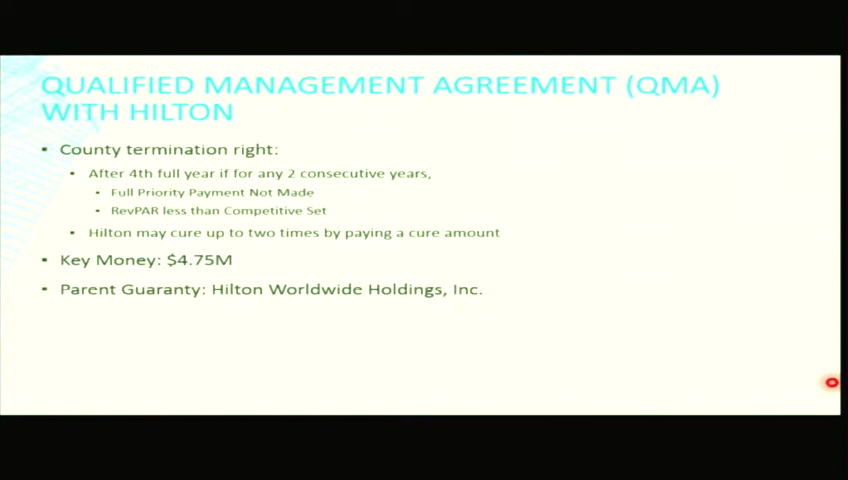 QUALIFIED MANAGEMENT AGREEMENT (QMA)
WITH HILTON
• County termination right:
• After 4th full year if for any 2 consecutive years,
• Full Priority Payment Not Made
• RevPAR less than Competitive Set
• Hilton may cure up to two times by paying a cure amount
• Key Money: $4.75M
• Parent Guaranty: Hilton Worldwide Holdings, Inc.